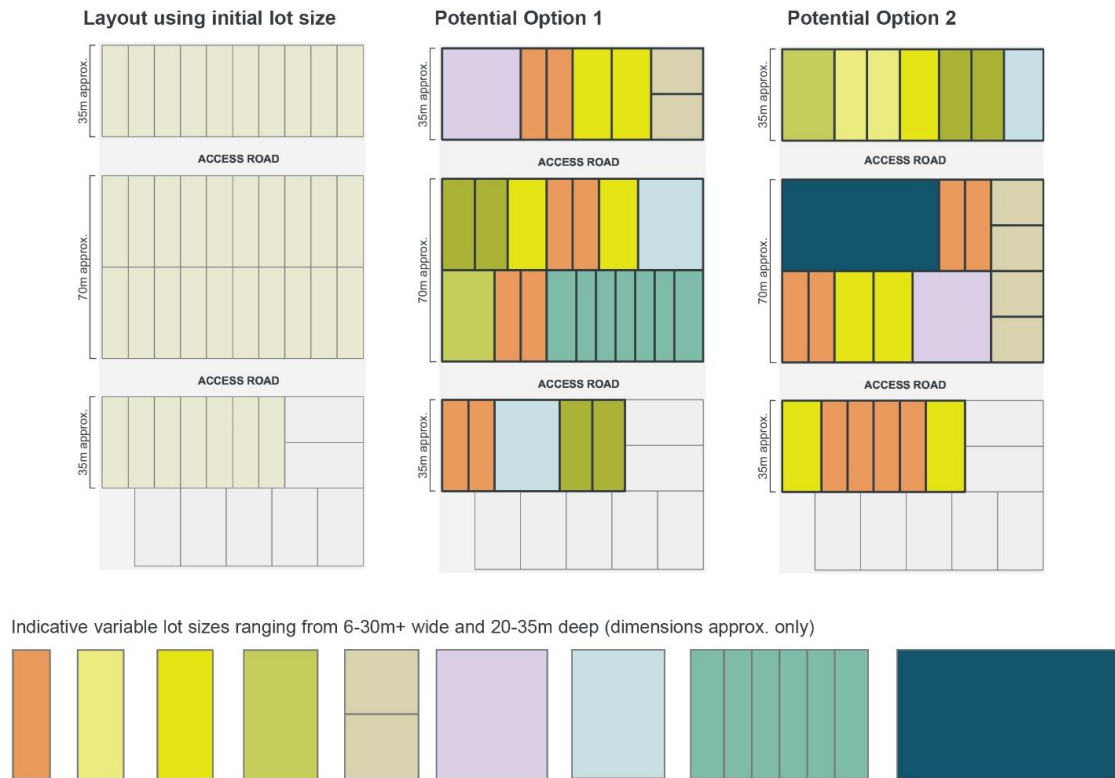 Layout using initial lot size
Potential Option 1
Potential Option 2
35m approx.
35m approx.
35m approx.
ACCESS ROAD
ACCESS ROAD
ACCESS ROAD
70m approx.
70m approx.
70m approx.
ACCESS ROAD
ACCESS ROAD
ACCESS ROAD
35m approx.
35m approx.
35m approx.
Indicative variable lot sizes ranging from 6-30m+ wide and 20-35m deep (dimensions approx. only)